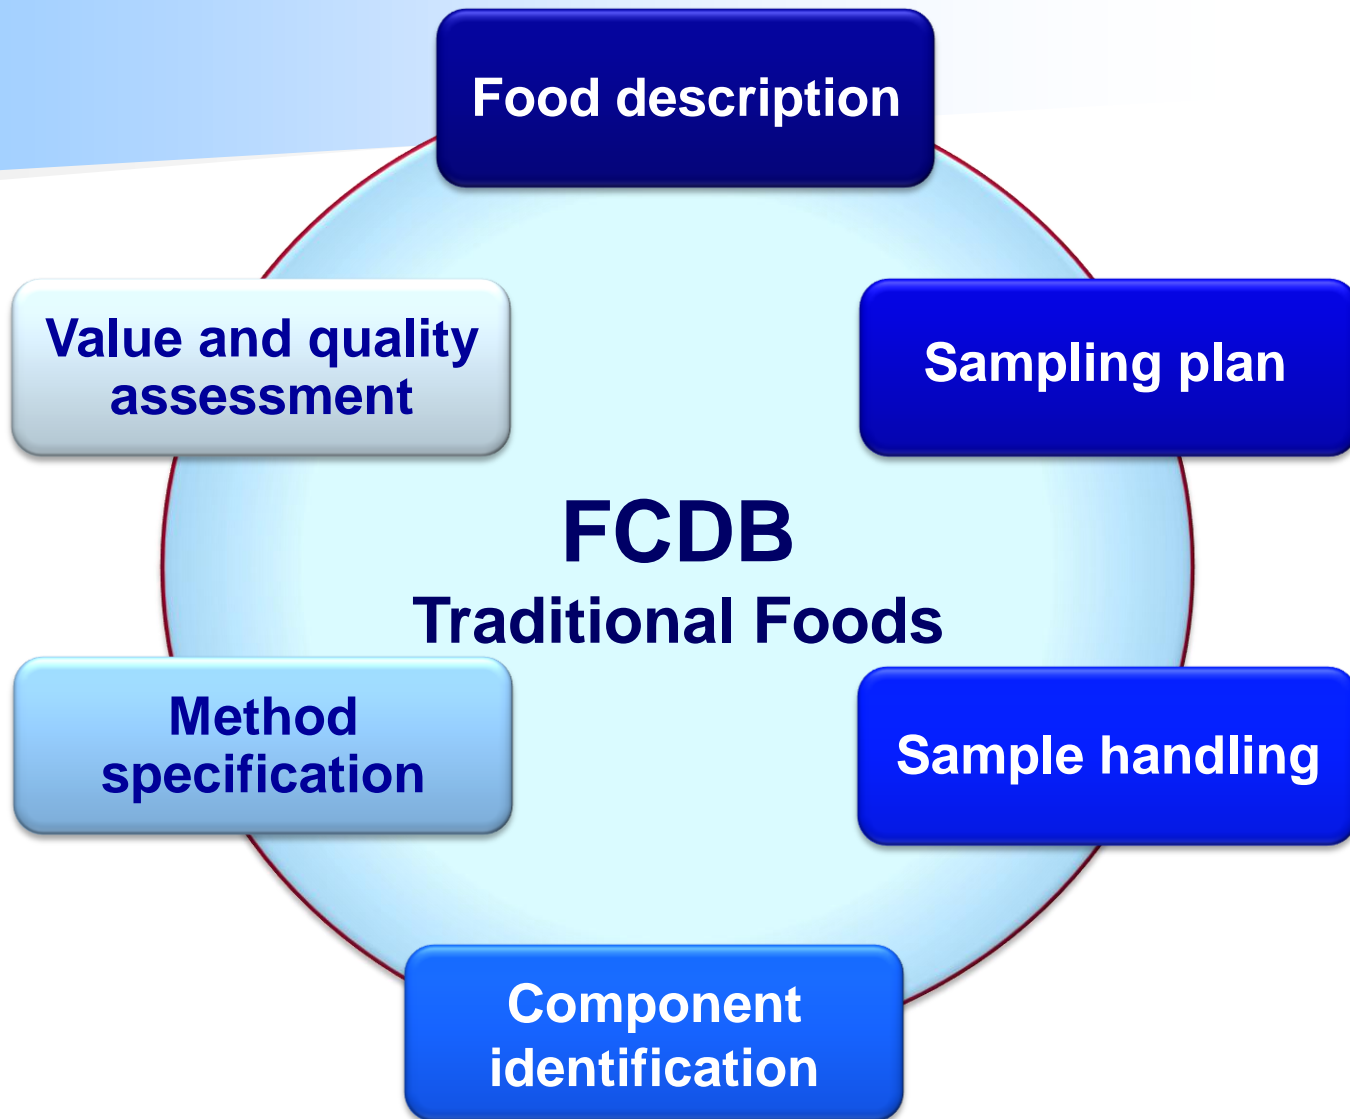 Food description
Value and quality
assessment
Sampling plan
FCDB
Traditional Foods
Method
specification
Sample handling
Component
identification